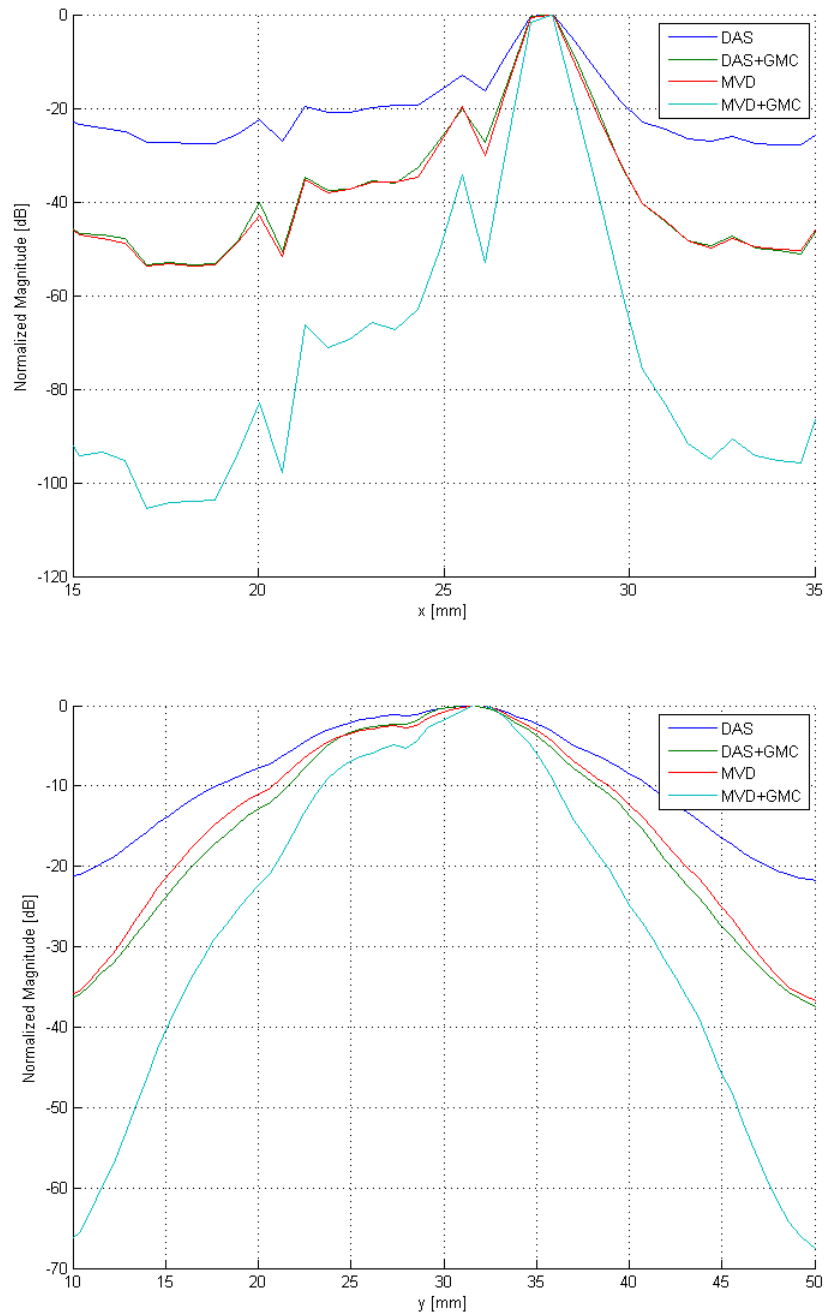 0
-20
-40
-60
-80
-100
-120
Normalized Magnitude [dB]
DAS
DAS+GMC
MVD
MVD+GMC
15 20 25 30 35
x [mm]
0
-10
-20
-30
-40
-50
-60
-70
Normalized Magnitude [dB]
DAS
DAS+GMC
MVD
MVD+GMC
10 15 20 25 30 35 40 45 50
y [mm]